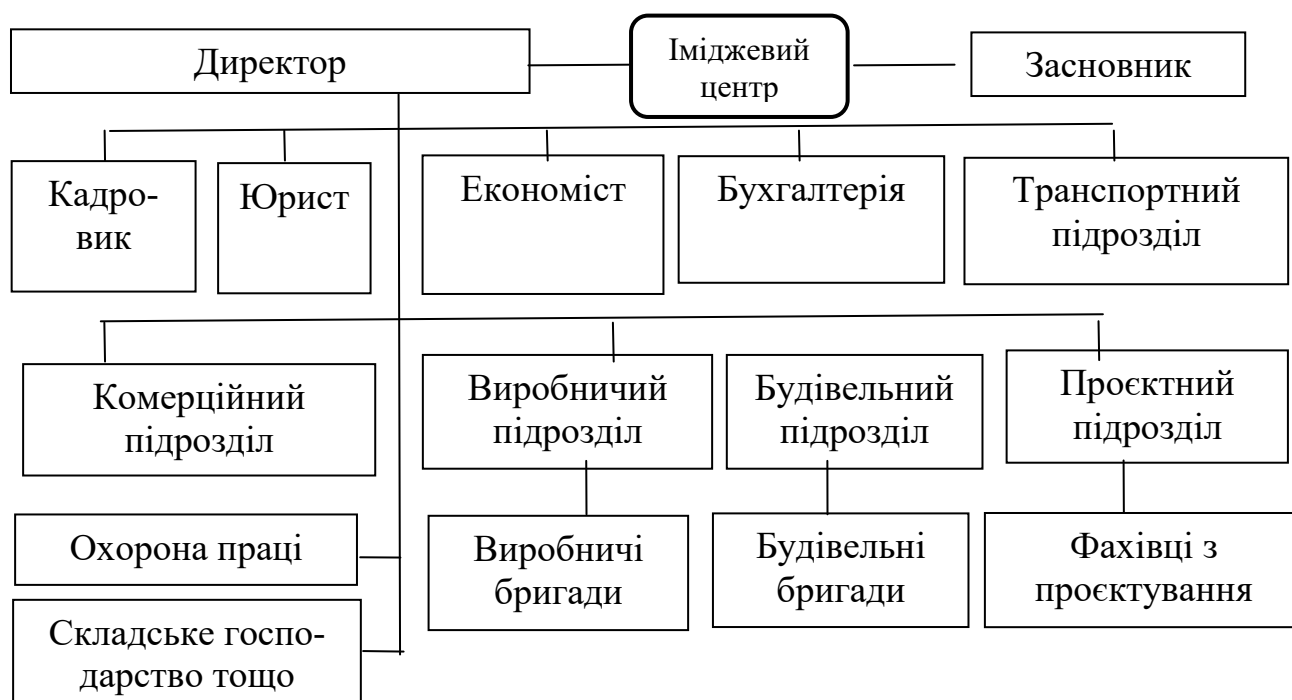 Директор
Іміджевий
центр
Засновник
Кадро-
вик
Юрист
Економіст
Бухгалтерія
Транспортний
підрозділ
Комерційний
підрозділ
Виробничий
підрозділ
Будівельний
підрозділ
Проєктний
підрозділ
Охорона праці
Виробничі
бригади
Будівельні
бригади
Фахівці з
проєктування
Складське госпо-
дарство тощо